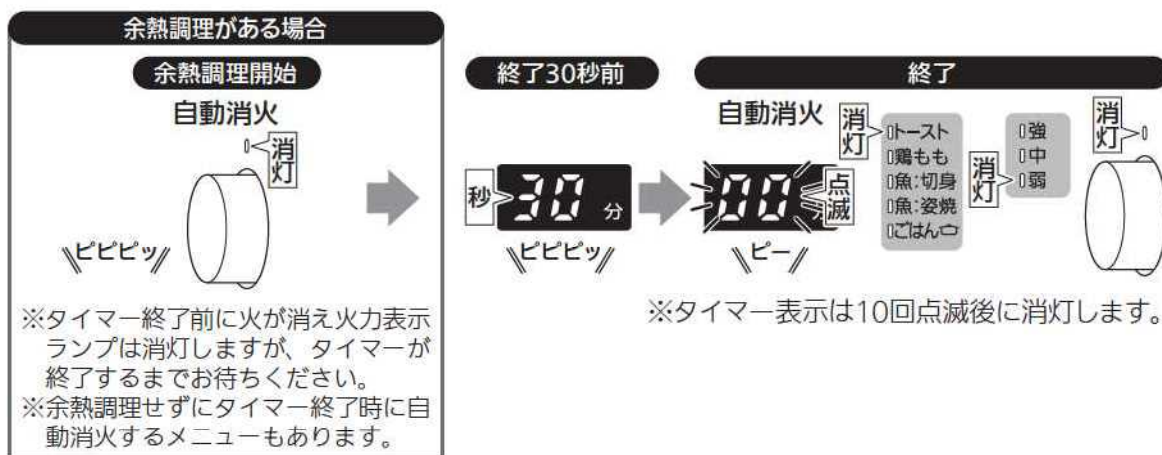 余熱調理がある場合
余熱調理開始
自動消火
消灯
ピピピッ
※タイマー終了前に火が消え火力表示
ランプは消灯しますが、タイマーが
終了するまでお待ちください。
※余熱調理せずにタイマー終了時に自
動消火するメニューもあります。
終了30秒前
秒
30
分
ピピピッ
終了
自動消火
00
分
点滅
ピー
消灯
トースト
鶏もも
魚:切身
魚:姿焼
ごはん
消灯
強
中
弱
消灯
※タイマー表示は10回点滅後に消灯します。